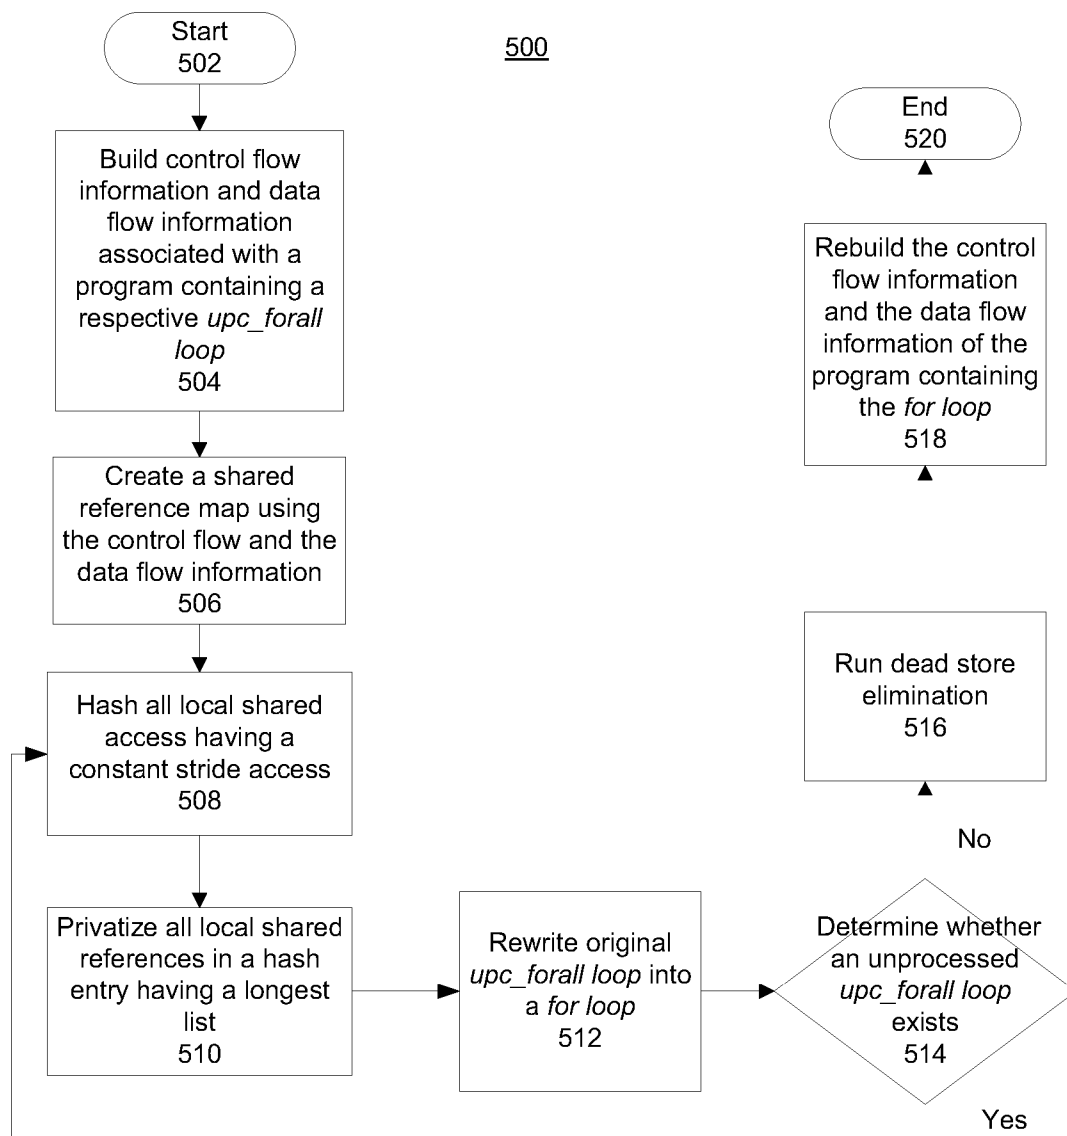 Start
502
500
Build control flow
information and data
flow information
associated with a
program containing a
respective upc_forall
loop
504
Create a shared
reference map using
the control flow and the
data flow information
506
Hash all local shared
access having a
constant stride access
508
Privatize all local shared
references in a hash
entry having a longest
list
510
Rewrite original
upc_forall loop into
a for loop
512
Determine whether
an unprocessed
upc_forall loop
exists
514
Yes
No
Run dead store
elimination
516
Rebuild the control
flow information
and the data flow
information of the
program containing
the for loop
518
End
520